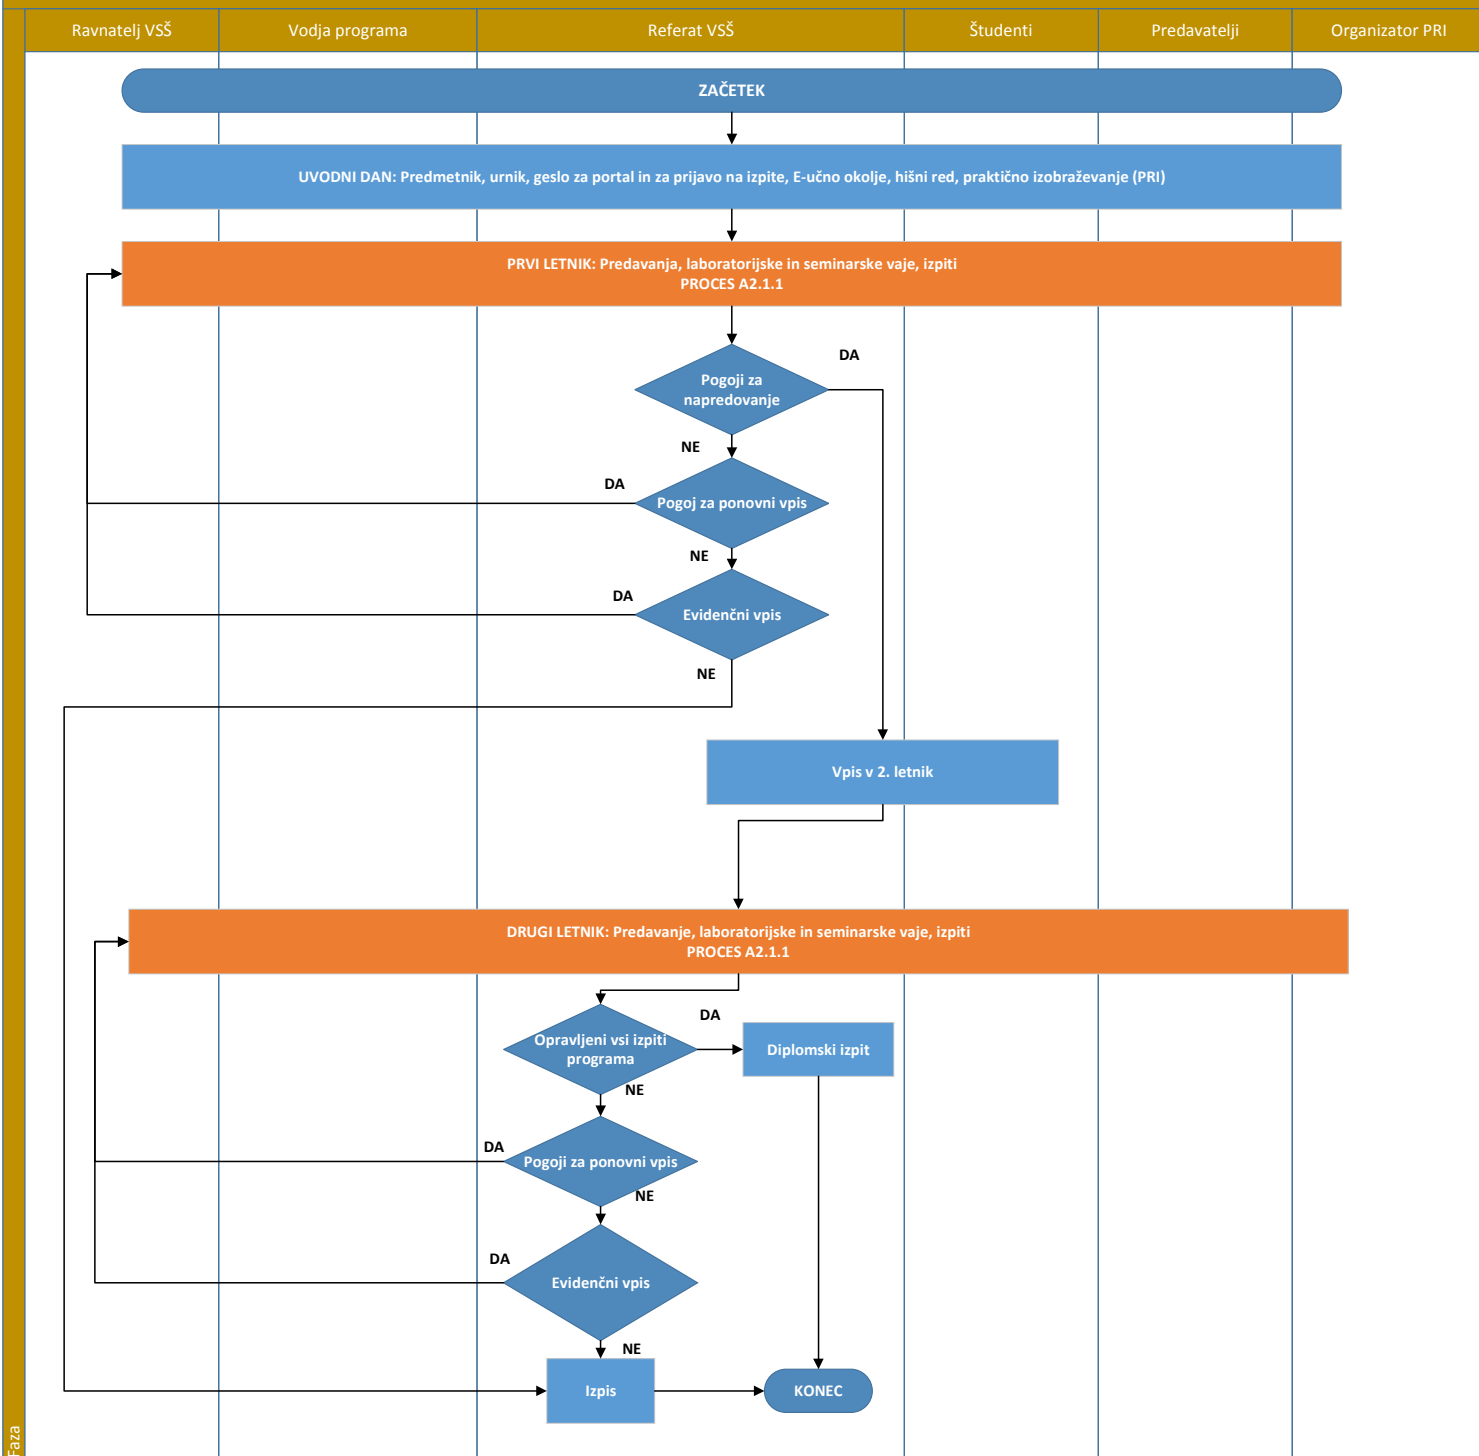 Ravnatelj VSŠ
Vodja programa
Referat VSŠ
Študenti
Predavatelji
Organizator PRI
ZAČETEK
UVODNI DAN: Predmetnik, urnik, geslo za portal in za prijavo na izpite, E-učno okolje, hišni red, praktično izobraževanje (PRI)
PRVI LETNIK: Predavanja, laboratorijske in seminarske vaje, izpiti
PROCES A2.1.1
DA
Pogoji za
napredovanje
NE
DA
Pogoj za ponovni vpis
NE
DA
Evidenčni vpis
NE
Vpis v 2. letnik
DRUGI LETNIK: Predavanje, laboratorijske in seminarske vaje, izpiti
PROCES A2.1.1
DA
Opravljeni vsi izpiti
programa
Diplomski izpit
NE
DA
Pogoji za ponovni vpis
NE
DA
Evidenčni vpis
NE
Izpis
KONEC
Faza